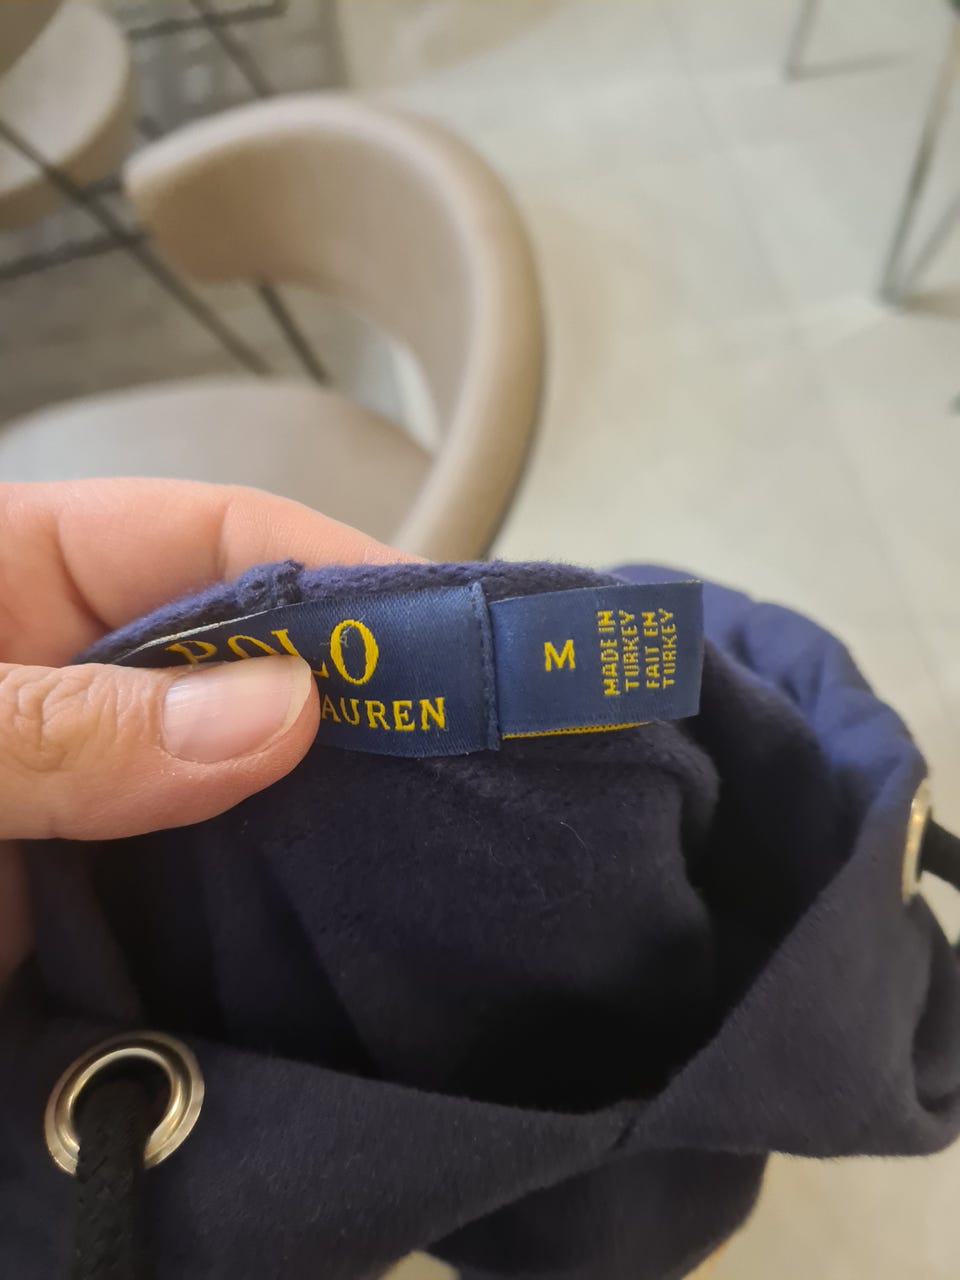 POLO
AUREN
M
MADE IN
TURKEY
FAIT EN
TURKEY